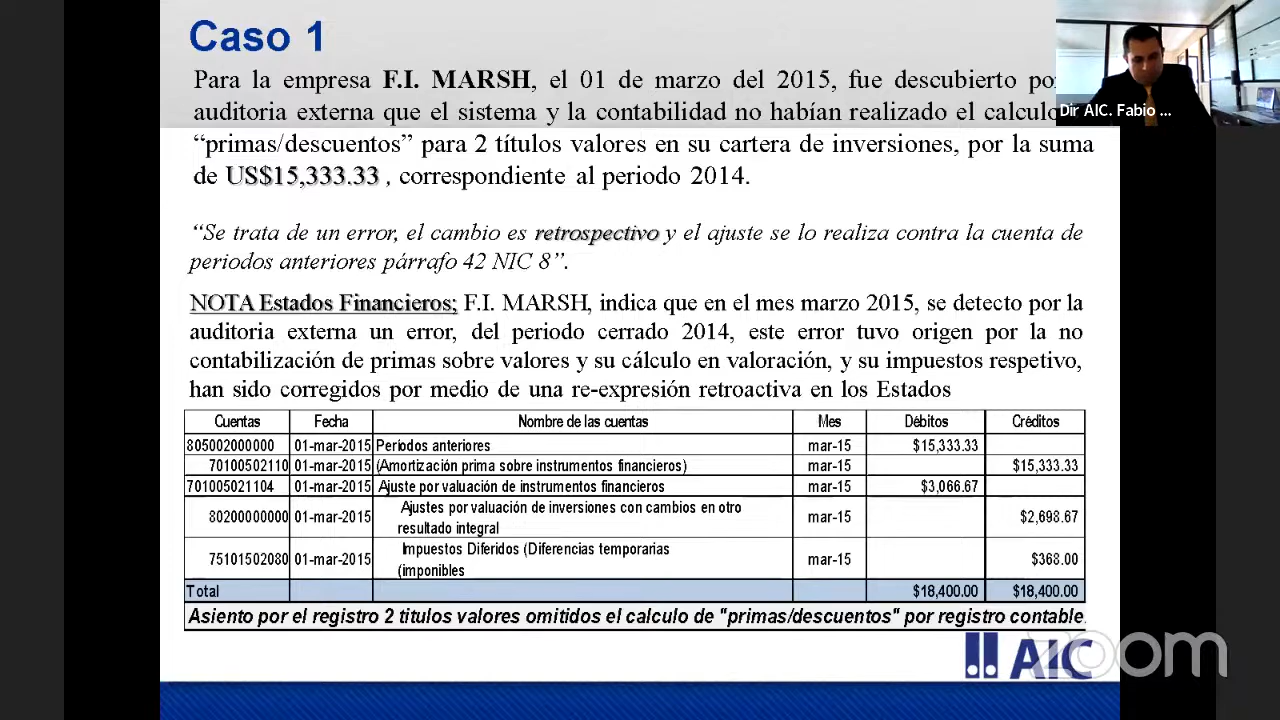 Caso 1
Para la empresa F.I. MARSH, el 01 de marzo del 2015, fue descubierto por
auditoria externa que el sistema y la contabilidad no habían realizado el calculo
“primas/descuentos” para 2 títulos valores en su cartera de inversiones, por la suma
de US$15,333.33 , correspondiente al periodo 2014.
Dir AIC. Fabio ...
“Se trata de un error, el cambio es retrospectivo y el ajuste se lo realiza contra la cuenta de
periodos anteriores párrafo 42 NIC 8”.
NOTA Estados Financieros; F.I. MARSH, indica que en el mes marzo 2015, se detecto por la
auditoria externa un error, del periodo cerrado 2014, este error tuvo origen por la no
contabilización de primas sobre valores y su cálculo en valoración, y su impuestos respetivo,
han sido corregidos por medio de una re-expresión retroactiva en los Estados
Cuentas Fecha Nombre de las cuentas Mes Débitos Créditos
805002000000 01-mar-2015 Períodos anteriores mar-15 $15,333.33
70100502110 01-mar-2015 (Amortización prima sobre instrumentos financieros) mar-15 $15,333.33
701005021104 01-mar-2015 Ajuste por valuación de instrumentos financieros mar-15 $3,066.67
80200000000 01-mar-2015 Ajustes por valuación de inversiones con cambios en otro resultado integral mar-15 $2,698.67
75101502080 01-mar-2015 Impuestos Diferidos (Diferencias temporarias (imponibles mar-15 $368.00
Total $18,400.00 $18,400.00
Asiento por el registro 2 titulos valores omitidos el calculo de "primas/descuentos" por registro contable.
AIC
zoom